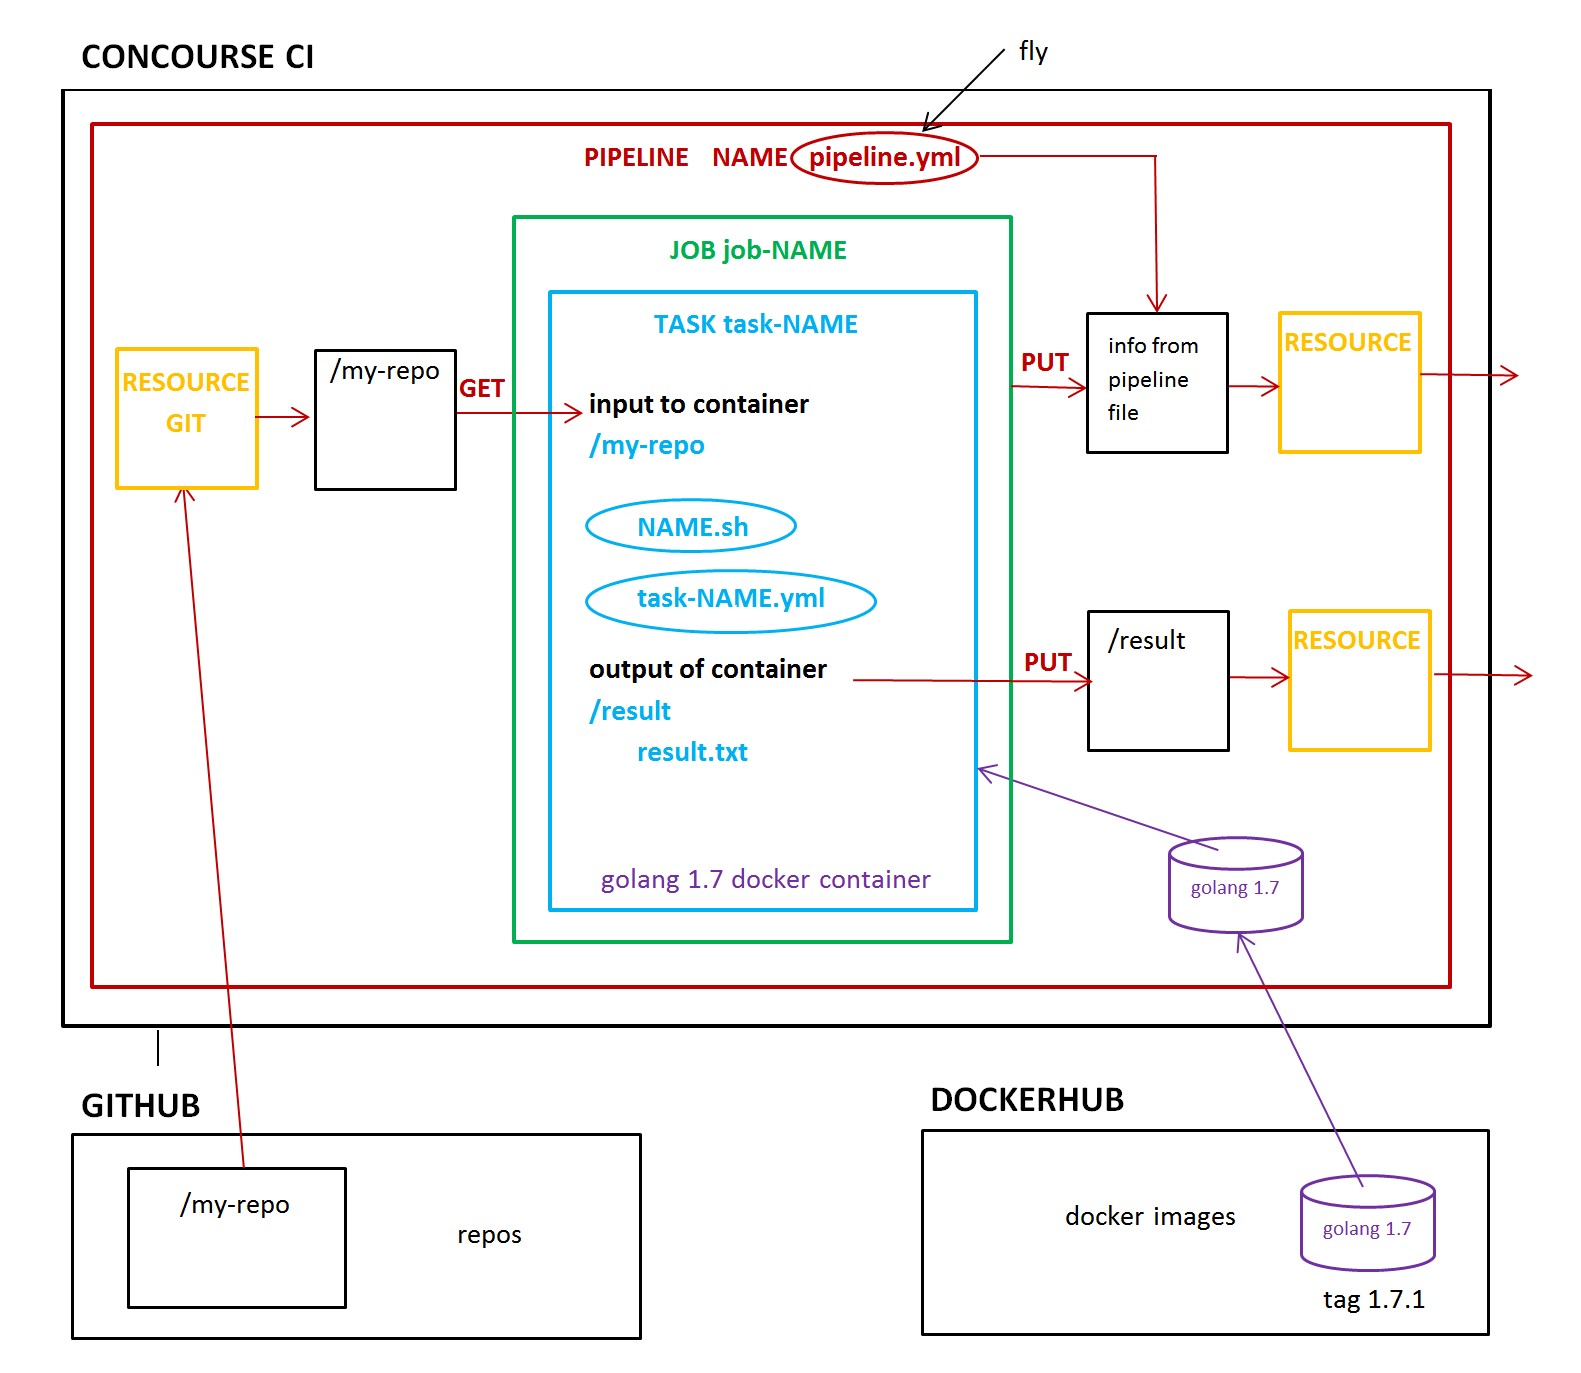 CONCOURSE CI
fly
PIPELINE NAME pipeline.yml
JOB job-NAME
TASK task-NAME
RESOURCE
GIT
/my-repo
GET
input to container
/my-repo
NAME.sh
task-NAME.yml
output of container
/result
result.txt
golang 1.7 docker container
PUT
info from
pipeline
file
RESOURCE
PUT
/result
RESOURCE
golang 1.7
GITHUB
/my-repo
repos
DOCKERHUB
docker images
golang 1.7
tag 1.7.1